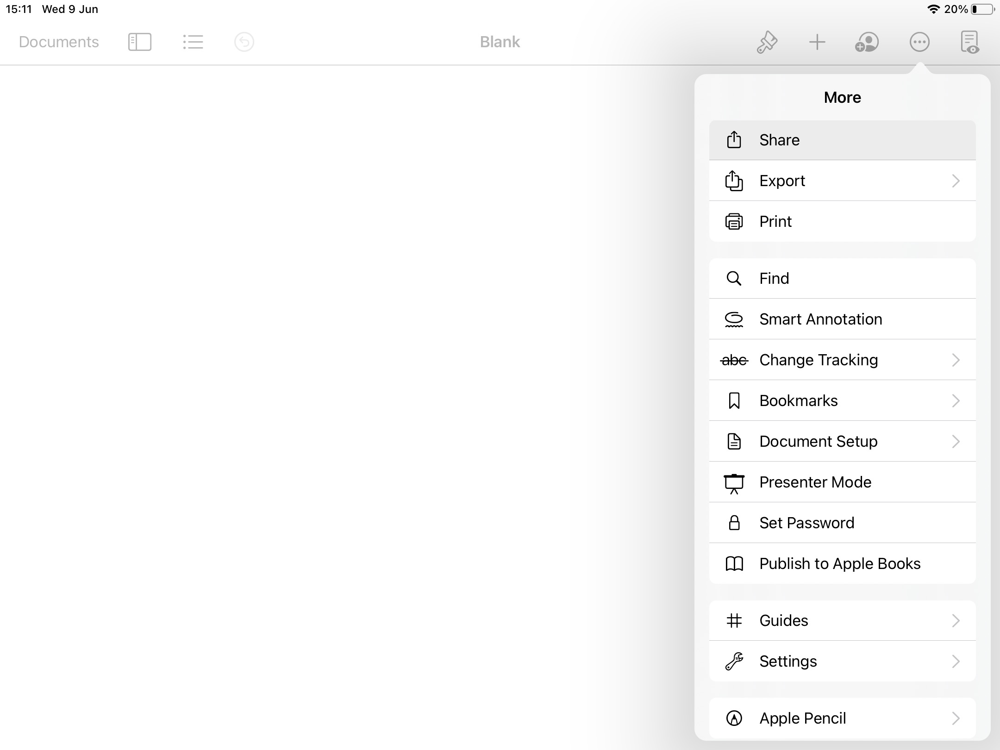 15:11 Wed 9 Jun 20%
Documents Blank
More
Share
Export
Print
Find
Smart Annotation
abc Change Tracking
Bookmarks
Document Setup
Presenter Mode
Set Password
Publish to Apple Books
Guides
Settings
Apple Pencil